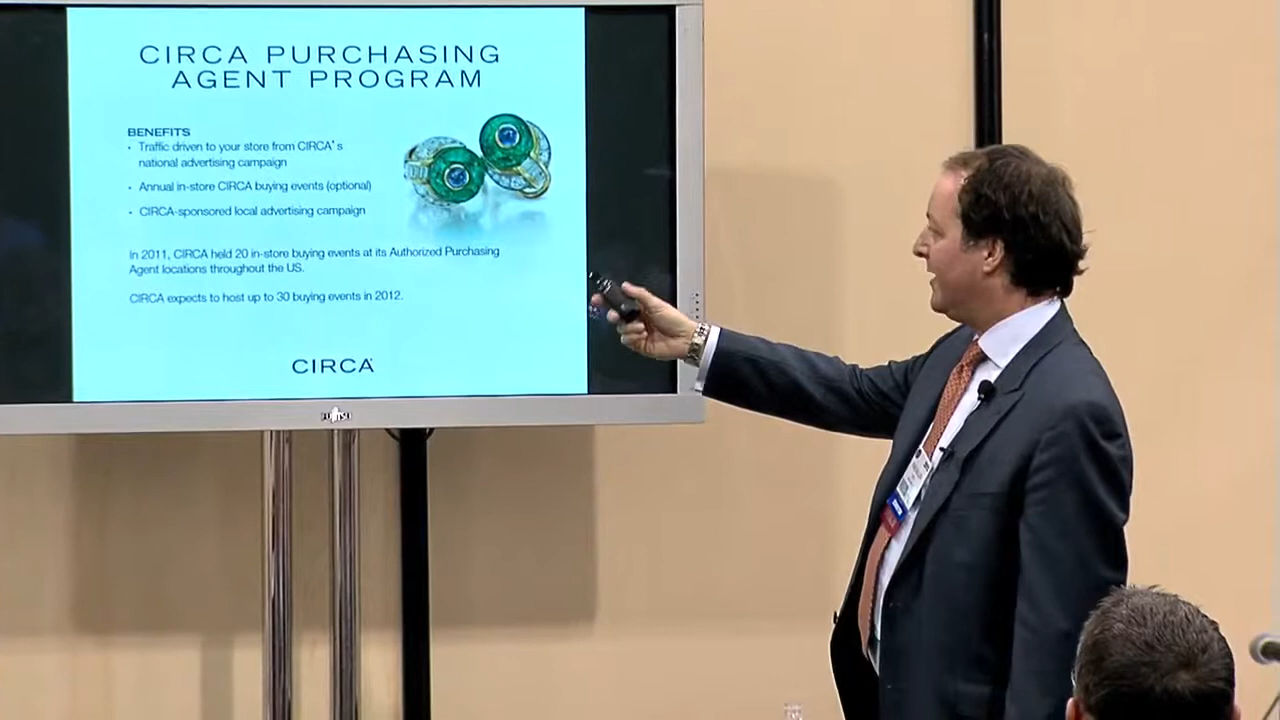 CIRCA PURCHASING
AGENT PROGRAM
BENEFITS
• Traffic driven to your store from CIRCA's
national advertising campaign
• Annual in-store CIRCA buying events (optional)
• CIRCA-sponsored local advertising campaign
In 2011, CIRCA held 20 in-store buying events at its Authorized Purchasing
Agent locations throughout the US.
CIRCA expects to host up to 30 buying events in 2012.
CIRCA
FUJITSU